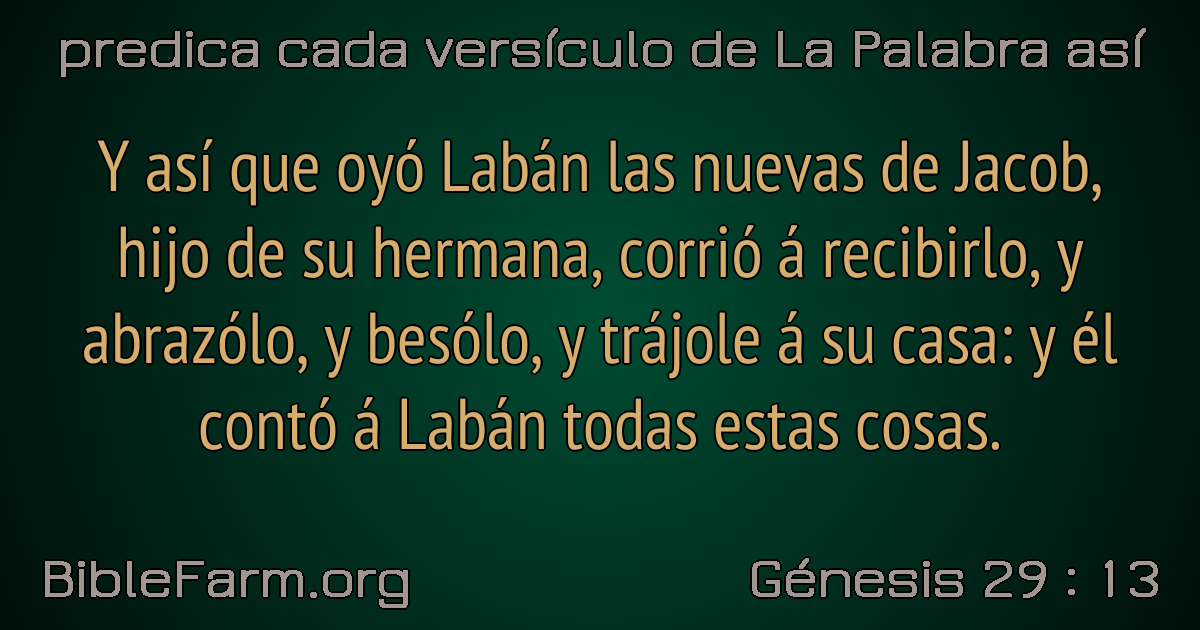 predica cada versículo de La Palabra así
Y así que oyó Labán las nuevas de Jacob,
hijo de su hermana, corrió á recibirlo, y
abrazólo, y besólo, y trájole á su casa: y él
contó á Labán todas estas cosas.
BibleFarm.org
Génesis 29 : 13